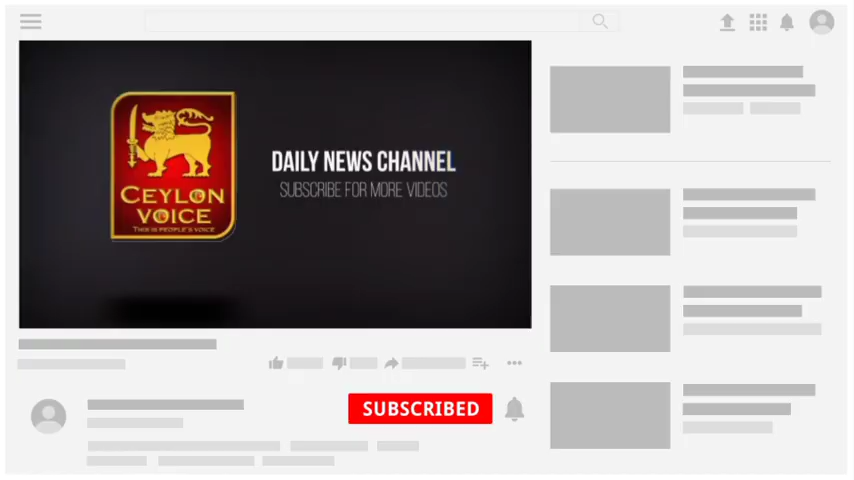 DAILY NEWS CHANNEL
SUBSCRIBE FOR MORE VIDEOS
CEYLON
VOICE
THIS IS PEOPLE'S VOICE
SUBSCRIBED